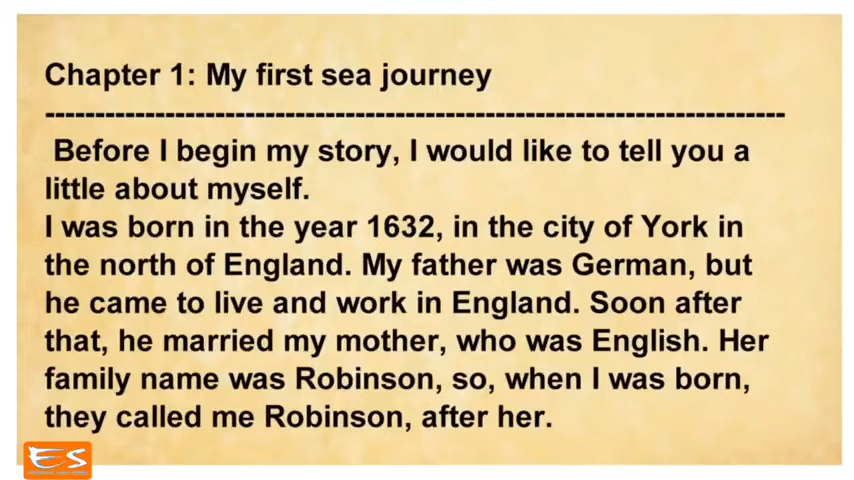 Chapter 1: My first sea journey
--------------------------------------------------------------------------
Before I begin my story, I would like to tell you a
little about myself.
I was born in the year 1632, in the city of York in
the north of England. My father was German, but
he came to live and work in England. Soon after
that, he married my mother, who was English. Her
family name was Robinson, so, when I was born,
they called me Robinson, after her.
ES